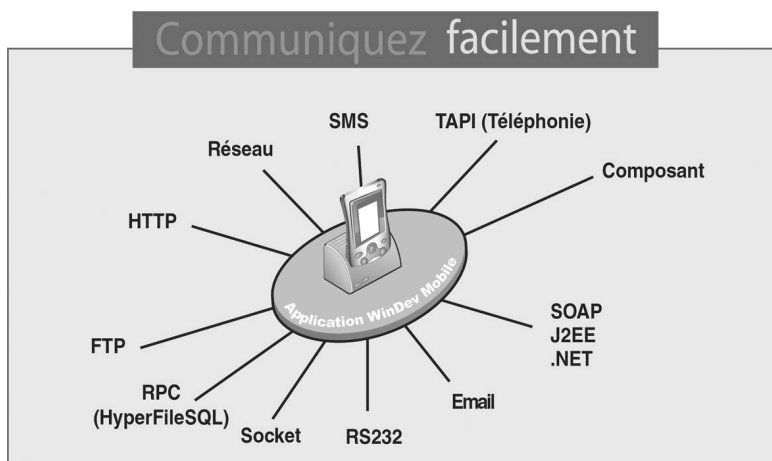 Communiquez facilement
SMS
TAPI (Téléphonie)
Réseau
Composant
HTTP
Application WinDev Mobile
SOAP
J2EE
.NET
FTP
RPC
(HyperFileSQL)
Email
Socket
RS232